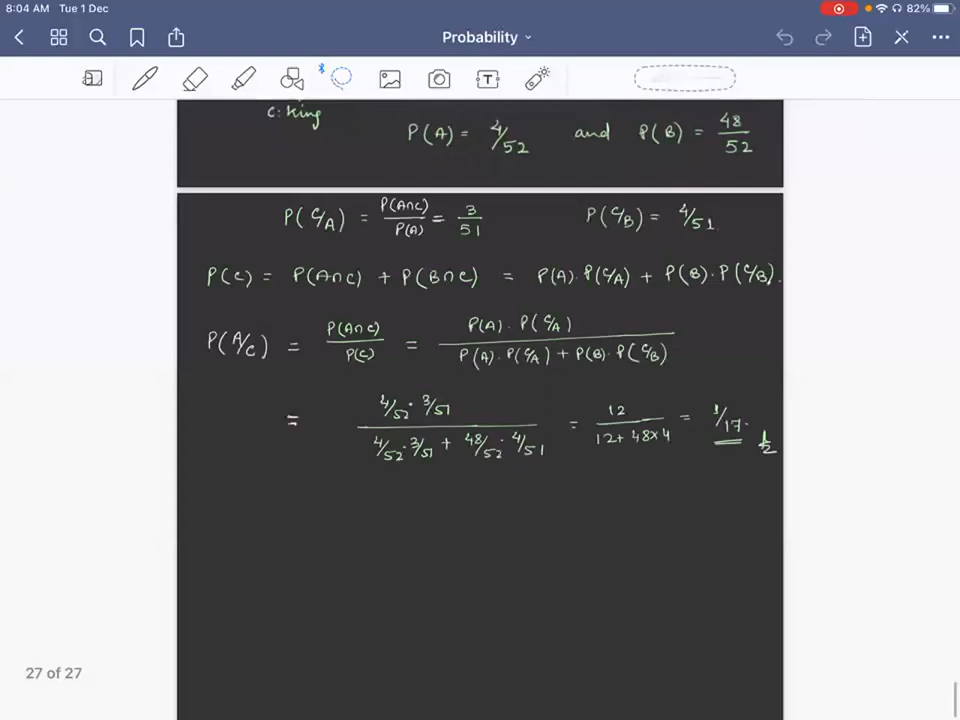 8:04 AM Tue 1 Dec 82%
Probability
T
C: King
P(A) = 4/52 and P(B) = 48/52
P(C/A) = P(A∩C)/P(A) = 3/51 P(C/B) = 4/51.
P(C) = P(A∩C) + P(B∩C) = P(A)·P(C/A) + P(B)·P(C/B).
P(A/C) = P(A∩C)/P(C) = P(A)·P(C/A) / P(A)·P(C/A) + P(B)·P(C/B)
= 4/52·3/51 / 4/52·3/51 + 48/52·4/51 = 12/12+48×4 = 1/17. 1/2
27 of 27